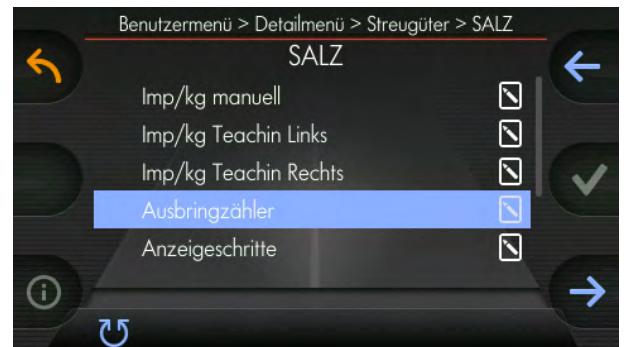 Benutzermenü > Detailmenü > Streugüter > SALZ
SALZ
Imp/kg manuell
Imp/kg Teachin Links
Imp/kg Teachin Rechts
Ausbringzähler
Anzeigeschritte